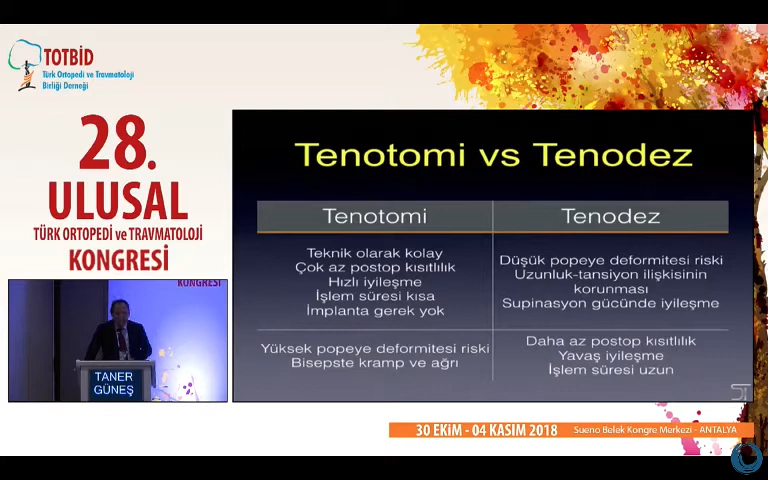 TOTBİD
Türk Ortopedi ve Travmatoloji
Birliği Derneği
28.
ULUSAL
TÜRK ORTOPEDİ ve TRAVMATOLOJİ
KONGRESİ
KONGRESİ
TANER
GÜNEŞ
Tenotomi vs Tenodez
Tenotomi
Tenodez
Teknik olarak kolay
Çok az postop kısıtlılık
Hızlı iyileşme
İşlem süresi kısa
İmplanta gerek yok
Düşük popeye deformitesi riski
Uzunluk-tansiyon ilişkisinin
korunması
Supinasyon gücünde iyileşme
Yüksek popeye deformitesi riski
Bisepste kramp ve ağrı
Daha az postop kısıtlılık
Yavaş iyileşme
İşlem süresi uzun
30 EKİM - 04 KASIM 2018
Sueno Belek Kongre Merkezi - ANTALYA